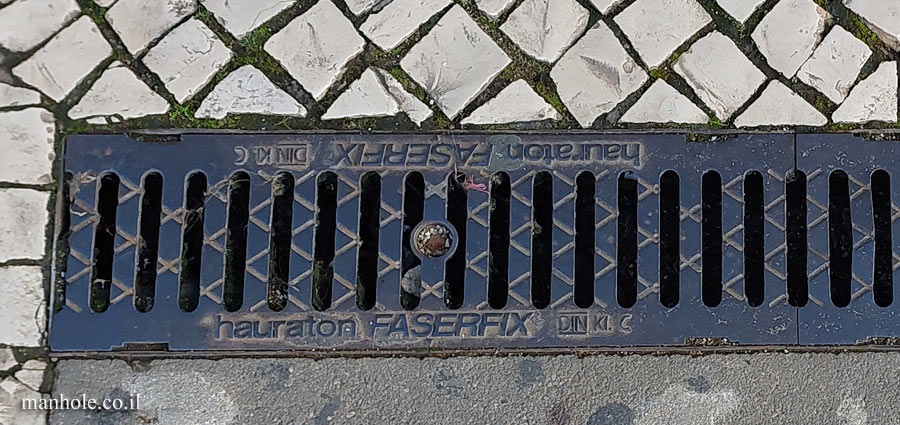 hauraton FASERFIX DIN Kl. C
hauraton FASERFIX DIN Kl. C
manhole.co.il